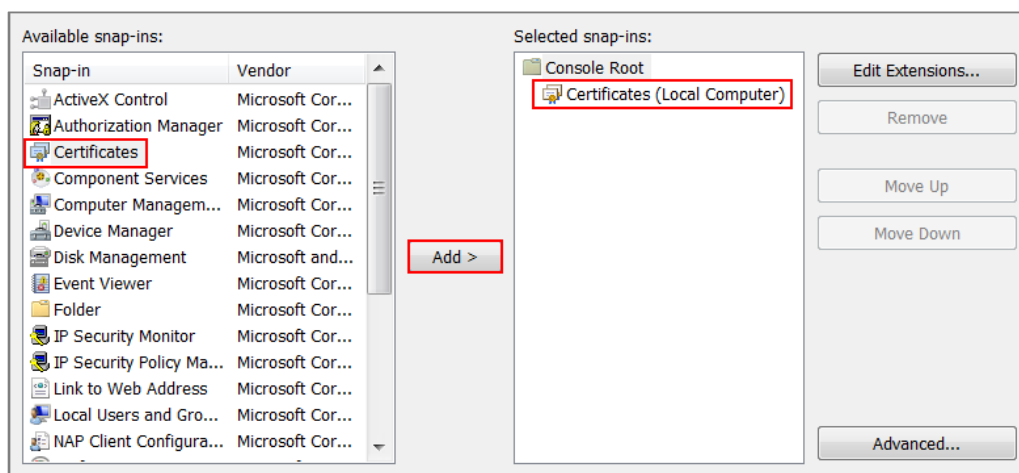 Available snap-ins:
Snap-in Vendor
ActiveX Control Microsoft Cor...
Authorization Manager Microsoft Cor...
Certificates Microsoft Cor...
Component Services Microsoft Cor...
Computer Managem... Microsoft Cor...
Device Manager Microsoft Cor...
Disk Management Microsoft and...
Event Viewer Microsoft Cor...
Folder Microsoft Cor...
IP Security Monitor Microsoft Cor...
IP Security Policy Ma... Microsoft Cor...
Link to Web Address Microsoft Cor...
Local Users and Gro... Microsoft Cor...
NAP Client Configura... Microsoft Cor...
Add >
Selected snap-ins:
Console Root
Certificates (Local Computer)
Edit Extensions...
Remove
Move Up
Move Down
Advanced...